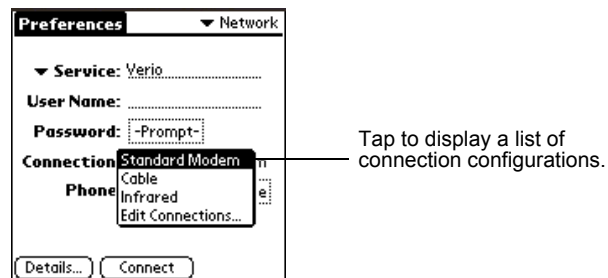 Preferences ▼ Network
▼ Service: Verio
User Name:
Password: -Prompt-
Connection Standard Modem
Cable
Phone Infrared
Edit Connections...
Details... Connect
Tap to display a list of
connection configurations.